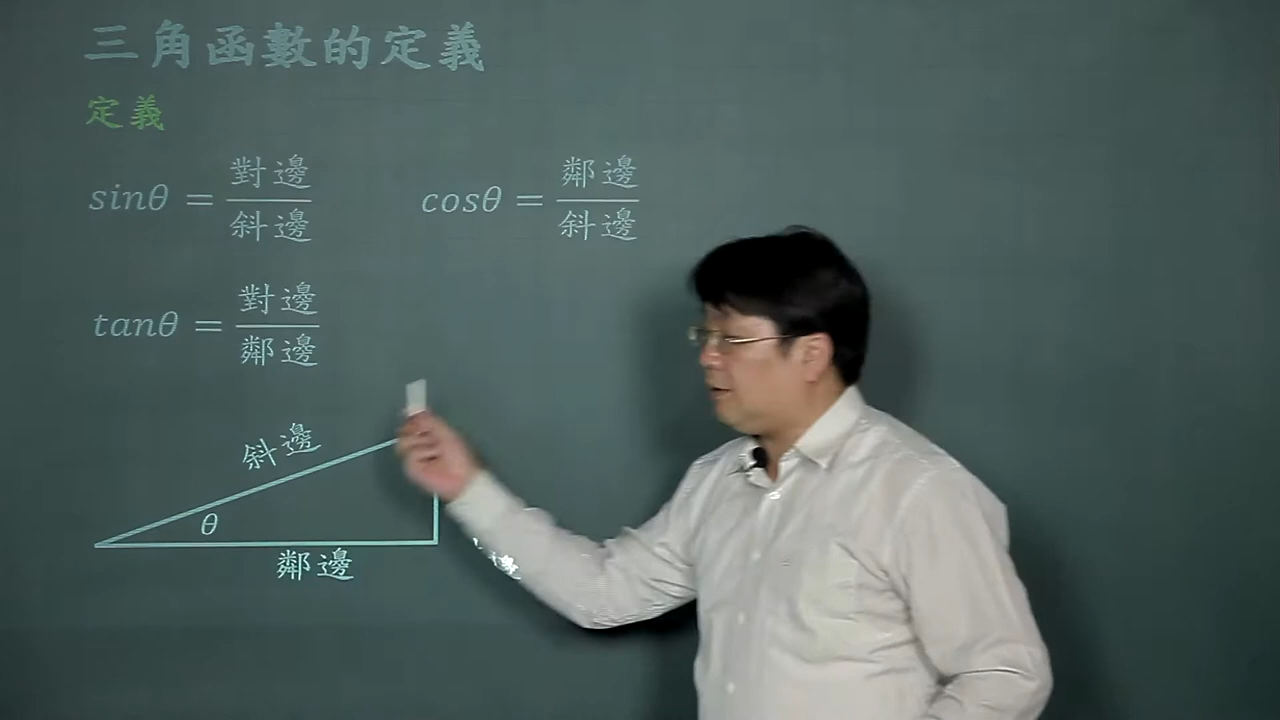 三角函數的定義
定義
sinθ = 對邊/斜邊
cosθ = 鄰邊/斜邊
tanθ = 對邊/鄰邊
斜邊
θ
鄰邊